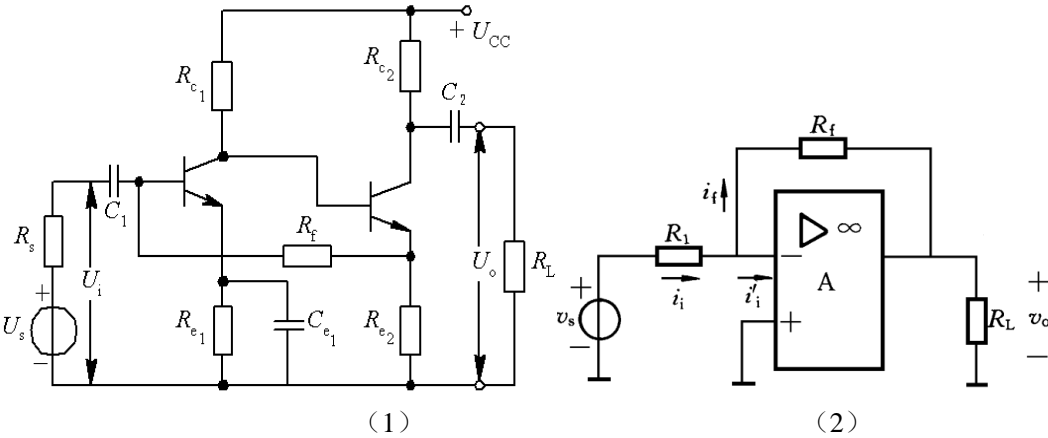 + U_CC
R_c1
R_c2
C_2
C_1
R_s
U_i
R_f
U_o
R_L
+
U_s
−
R_e1
C_e1
R_e2
(1)
R_f
i_f
▷ ∞
R_1
−
A
i_i
i'_i
+
v_s
−
+
R_L
+
v_o
−
(2)